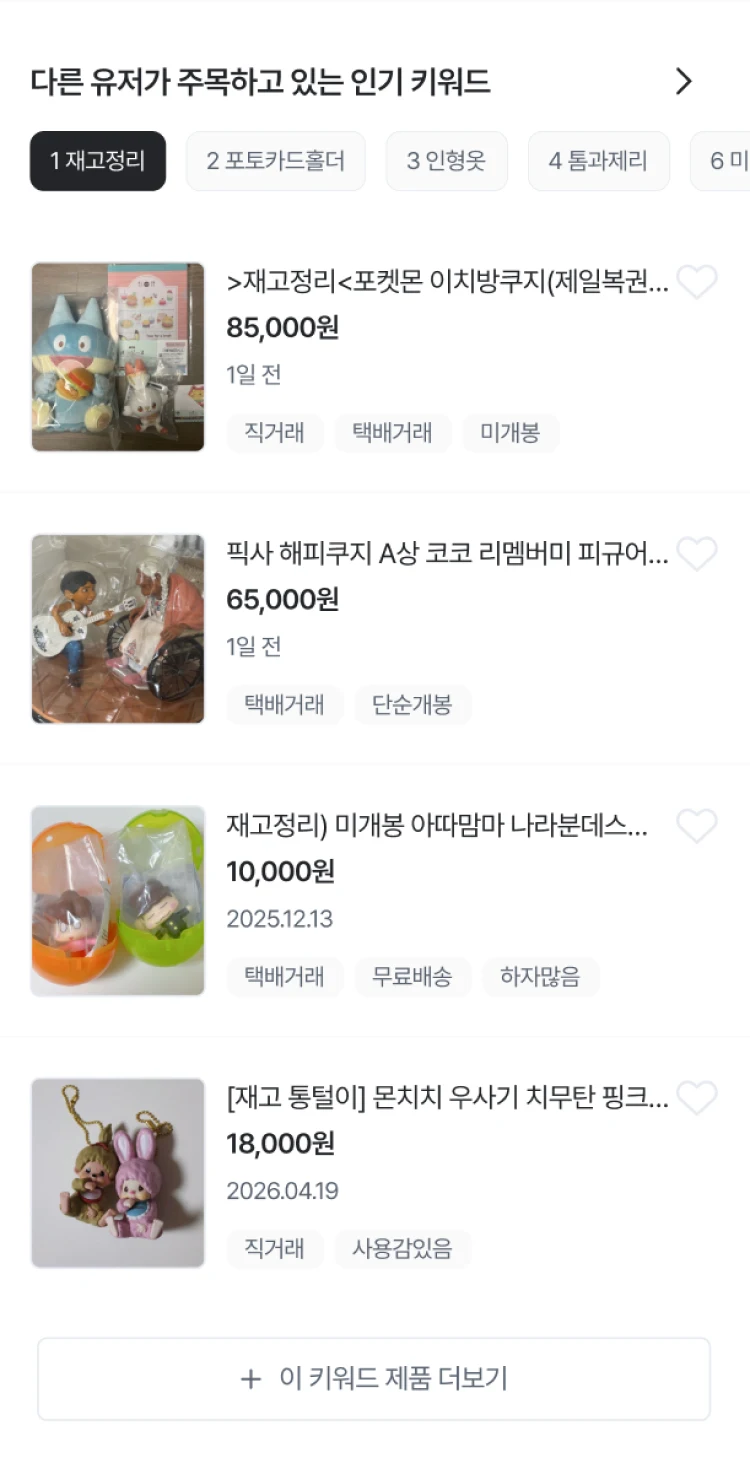 다른 유저가 주목하고 있는 인기 키워드
1 재고정리
2 포토카드홀더
3 인형옷
4 톰과제리
6 미
>재고정리<포켓몬 이치방쿠지(제일복권...
85,000원
1일 전
직거래
택배거래
미개봉
픽사 해피쿠지 A상 코코 리멤버미 피규어...
65,000원
1일 전
택배거래
단순개봉
재고정리) 미개봉 아따맘마 나라분데스...
10,000원
2025.12.13
택배거래
무료배송
하자많음
[재고 통털이] 몬치치 우사기 치무탄 핑크...
18,000원
2026.04.19
직거래
사용감있음
+ 이 키워드 제품 더보기